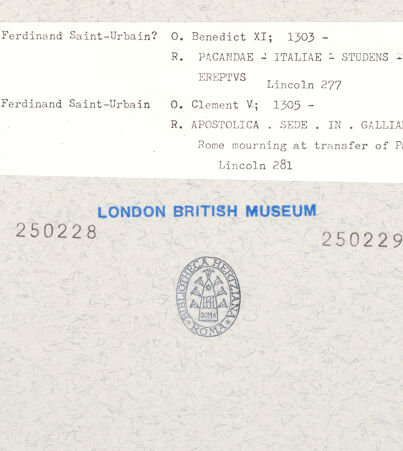 Ferdinand Saint-Urbain? O. Benedict XI; 1303 -
R. PACANDAE - ITALIAE - STUDENS -
EREPTVS
Lincoln 277
Ferdinand Saint-Urbain O. Clement V; 1305 -
R. APOSTOLICA . SEDE . IN .
Rome mourning at transfer of
Lincoln 281
LONDON BRITISH MUSEUM
250228
250229
BIBLIOTHECA HERTZIANA
ROMA
ROMA